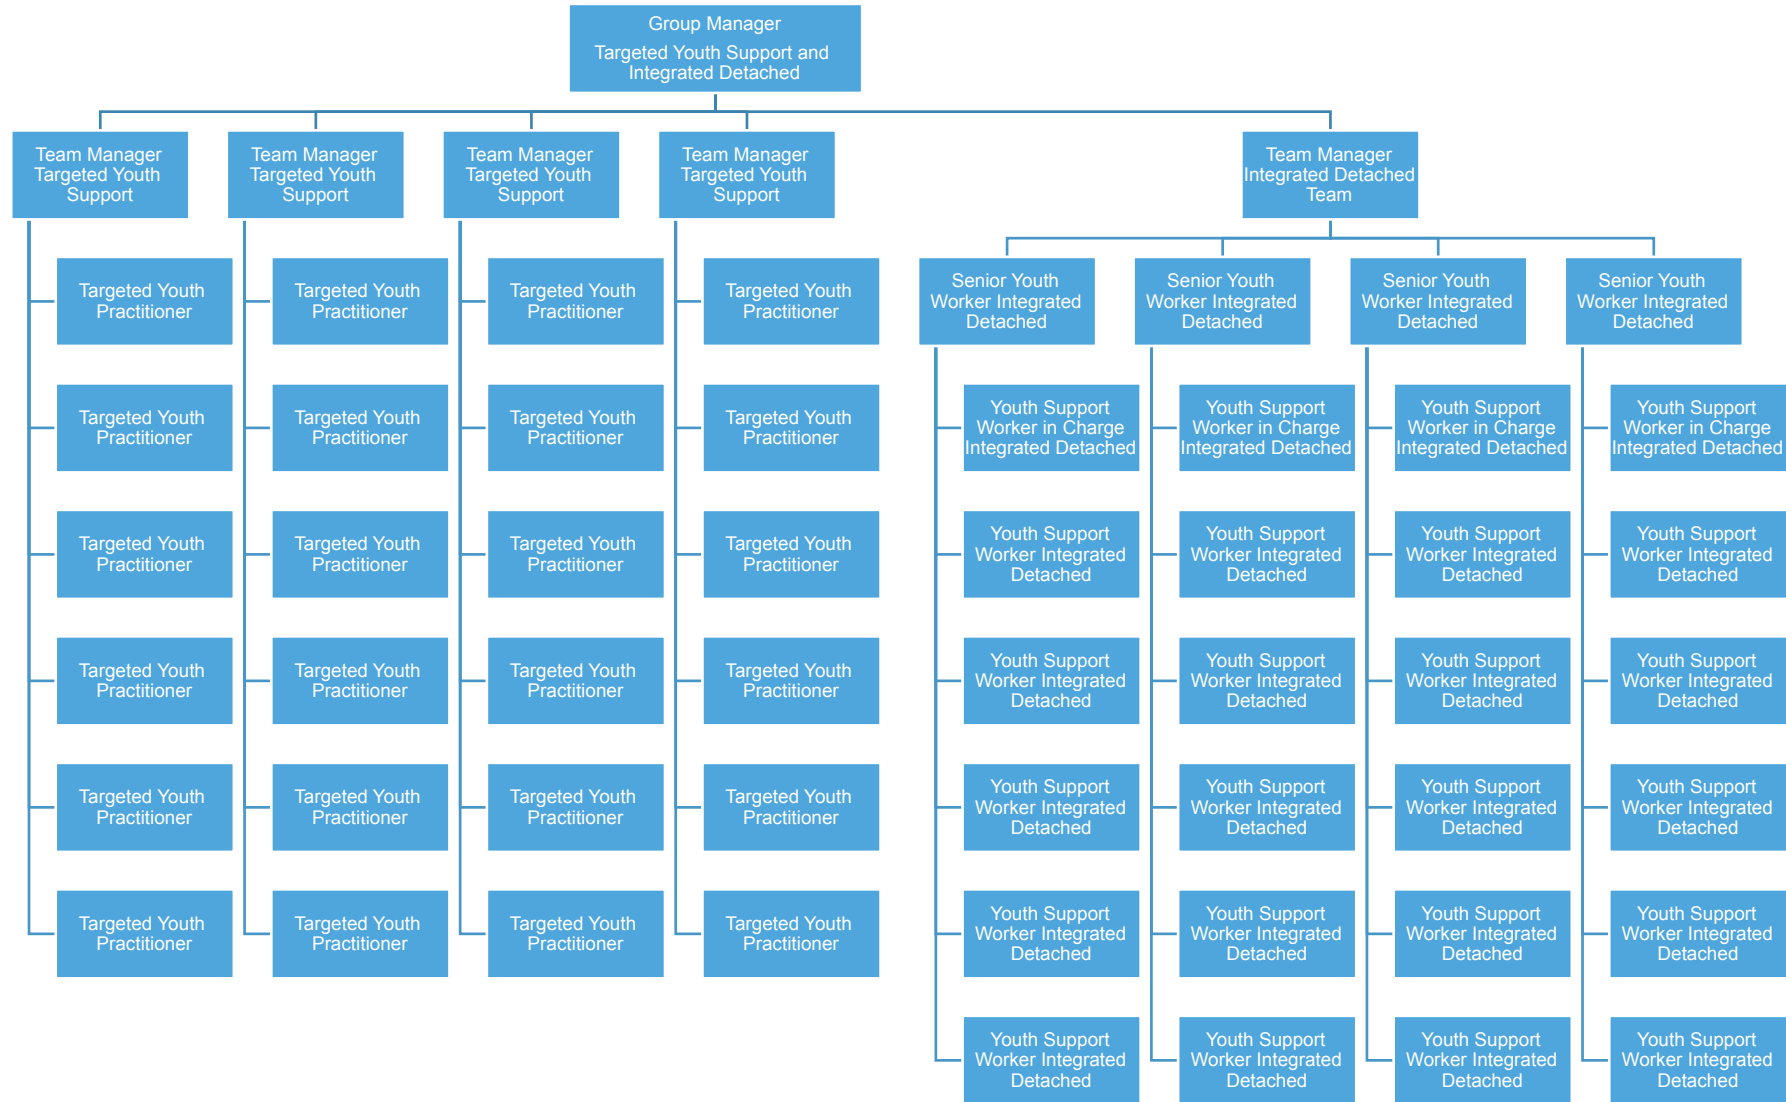 Group Manager
Targeted Youth Support and
Integrated Detached
Team Manager
Targeted Youth
Support
Team Manager
Targeted Youth
Support
Team Manager
Targeted Youth
Support
Team Manager
Targeted Youth
Support
Team Manager
Integrated Detached
Team
Targeted Youth
Practitioner
Targeted Youth
Practitioner
Targeted Youth
Practitioner
Targeted Youth
Practitioner
Senior Youth
Worker Integrated
Detached
Senior Youth
Worker Integrated
Detached
Senior Youth
Worker Integrated
Detached
Senior Youth
Worker Integrated
Detached
Targeted Youth
Practitioner
Targeted Youth
Practitioner
Targeted Youth
Practitioner
Targeted Youth
Practitioner
Youth Support
Worker in Charge
Integrated Detached
Youth Support
Worker in Charge
Integrated Detached
Youth Support
Worker in Charge
Integrated Detached
Youth Support
Worker in Charge
Integrated Detached
Targeted Youth
Practitioner
Targeted Youth
Practitioner
Targeted Youth
Practitioner
Targeted Youth
Practitioner
Youth Support
Worker Integrated
Detached
Youth Support
Worker Integrated
Detached
Youth Support
Worker Integrated
Detached
Youth Support
Worker Integrated
Detached
Targeted Youth
Practitioner
Targeted Youth
Practitioner
Targeted Youth
Practitioner
Targeted Youth
Practitioner
Youth Support
Worker Integrated
Detached
Youth Support
Worker Integrated
Detached
Youth Support
Worker Integrated
Detached
Youth Support
Worker Integrated
Detached
Targeted Youth
Practitioner
Targeted Youth
Practitioner
Targeted Youth
Practitioner
Targeted Youth
Practitioner
Youth Support
Worker Integrated
Detached
Youth Support
Worker Integrated
Detached
Youth Support
Worker Integrated
Detached
Youth Support
Worker Integrated
Detached
Targeted Youth
Practitioner
Targeted Youth
Practitioner
Targeted Youth
Practitioner
Targeted Youth
Practitioner
Youth Support
Worker Integrated
Detached
Youth Support
Worker Integrated
Detached
Youth Support
Worker Integrated
Detached
Youth Support
Worker Integrated
Detached
Youth Support
Worker Integrated
Detached
Youth Support
Worker Integrated
Detached
Youth Support
Worker Integrated
Detached
Youth Support
Worker Integrated
Detached